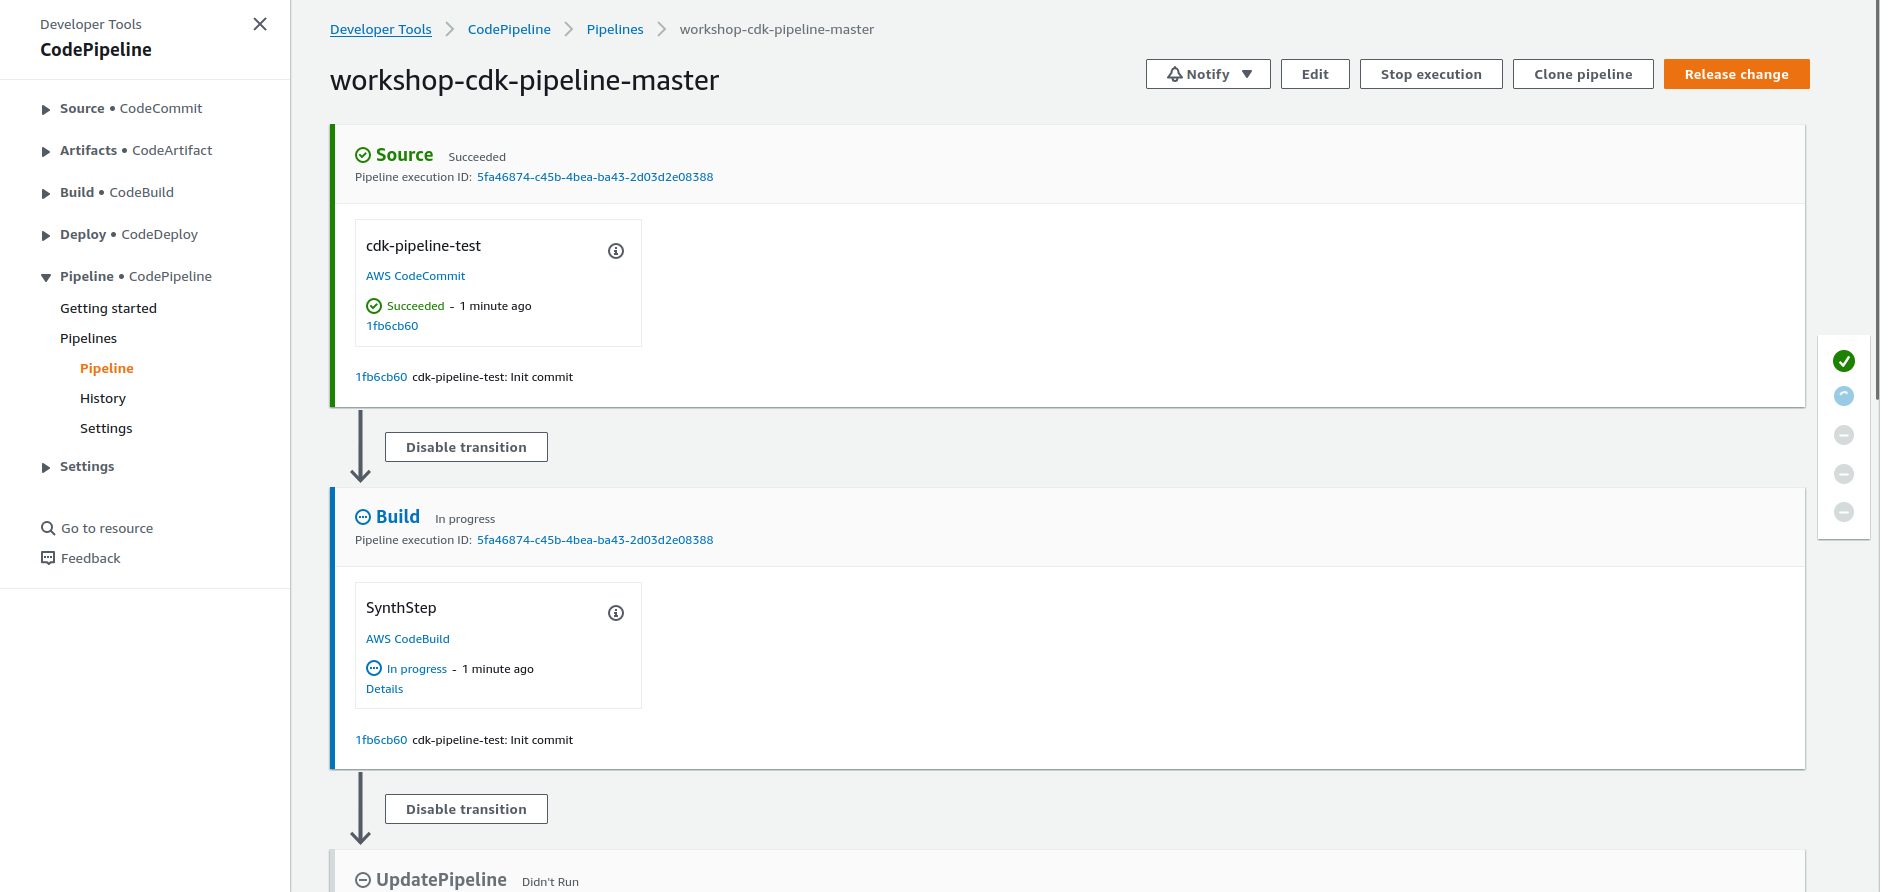 Developer Tools
CodePipeline
Source • CodeCommit
Artifacts • CodeArtifact
Build • CodeBuild
Deploy • CodeDeploy
Pipeline • CodePipeline
Getting started
Pipelines
Pipeline
History
Settings
Settings
Go to resource
Feedback
Developer Tools CodePipeline Pipelines workshop-cdk-pipeline-master
workshop-cdk-pipeline-master
Notify Edit Stop execution Clone pipeline Release change
Source Succeeded
Pipeline execution ID: 5fa46874-c45b-4bea-ba43-2d03d2e08388
cdk-pipeline-test
AWS CodeCommit
Succeeded - 1 minute ago
1fb6cb60
1fb6cb60 cdk-pipeline-test: Init commit
Disable transition
Build In progress
Pipeline execution ID: 5fa46874-c45b-4bea-ba43-2d03d2e08388
SynthStep
AWS CodeBuild
In progress - 1 minute ago
Details
1fb6cb60 cdk-pipeline-test: Init commit
Disable transition
UpdatePipeline Didn't Run